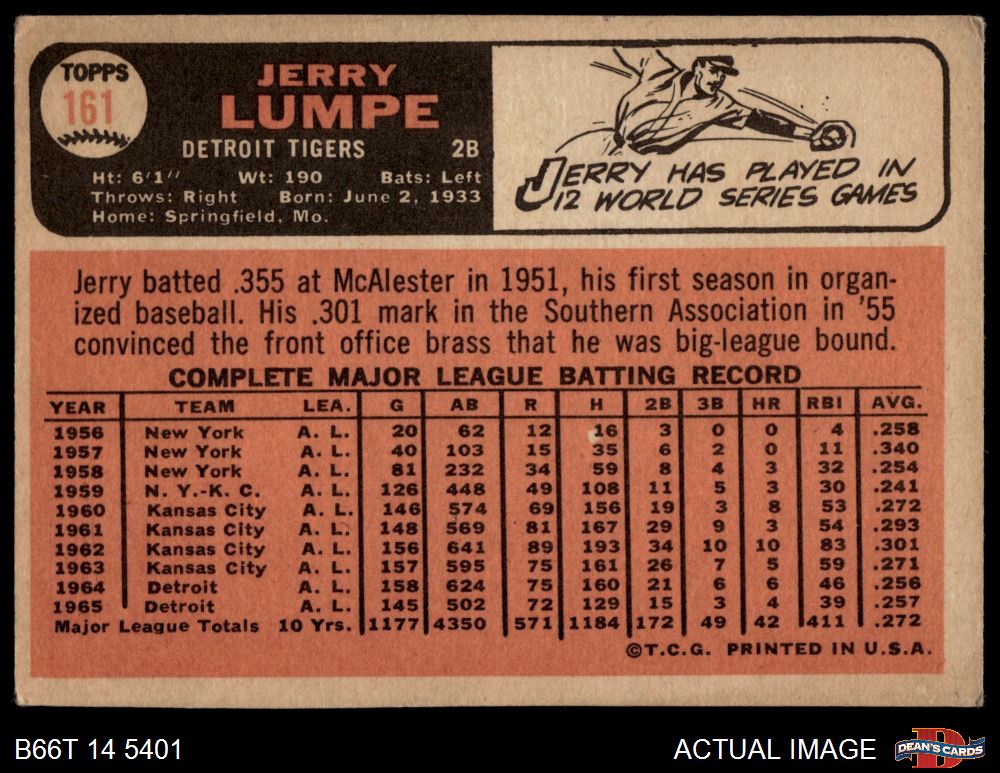 TOPPS
161
JERRY
LUMPE
DETROIT TIGERS 2B
Ht: 6'1" Wt: 190 Bats: Left
Throws: Right Born: June 2, 1933
Home: Springfield, Mo.
JERRY HAS PLAYED IN
12 WORLD SERIES GAMES
Jerry batted .355 at McAlester in 1951, his first season in organ-
ized baseball. His .301 mark in the Southern Association in '55
convinced the front office brass that he was big-league bound.
COMPLETE MAJOR LEAGUE BATTING RECORD
YEAR TEAM LEA. G AB R H 2B 3B HR RBI AVG.
1956 New York A. L. 20 62 12 16 3 0 0 4 .258
1957 New York A. L. 40 103 15 35 6 2 0 11 .340
1958 New York A. L. 81 232 34 59 8 4 3 32 .254
1959 N. Y.-K. C. A. L. 126 448 49 108 11 5 3 30 .241
1960 Kansas City A. L. 146 574 69 156 19 3 8 53 .272
1961 Kansas City A. L. 148 569 81 167 29 9 3 54 .293
1962 Kansas City A. L. 156 641 89 193 34 10 10 83 .301
1963 Kansas City A. L. 157 595 75 161 26 7 5 59 .271
1964 Detroit A. L. 158 624 75 160 21 6 6 46 .256
1965 Detroit A. L. 145 502 72 129 15 3 4 39 .257
Major League Totals 10 Yrs. 1177 4350 571 1184 172 49 42 411 .272
©T.C.G. PRINTED IN U.S.A.
B66T 14 5401 ACTUAL IMAGE
D
DEAN'S CARDS